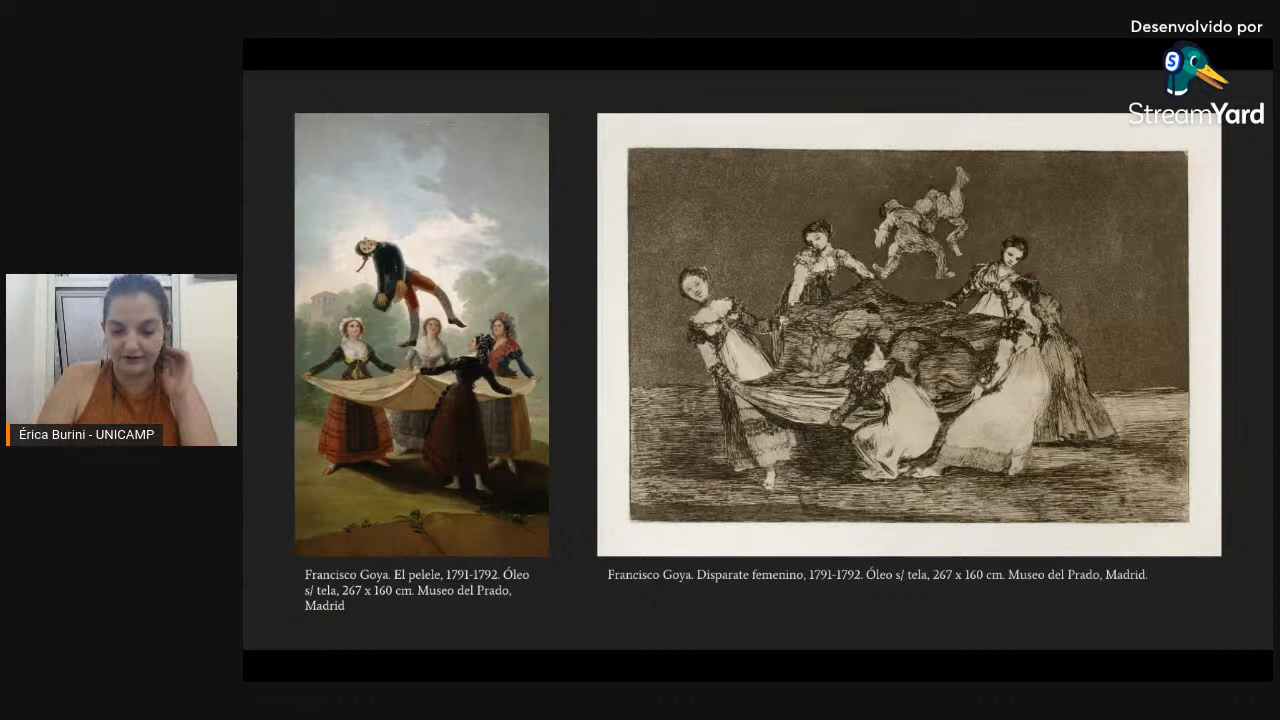 Desenvolvido por
StreamYard
Érica Burini - UNICAMP
Francisco Goya. El pelele, 1791-1792. Óleo
s/ tela, 267 x 160 cm. Museo del Prado,
Madrid
Francisco Goya. Disparate femenino, 1791-1792. Óleo s/ tela, 267 x 160 cm. Museo del Prado, Madrid.